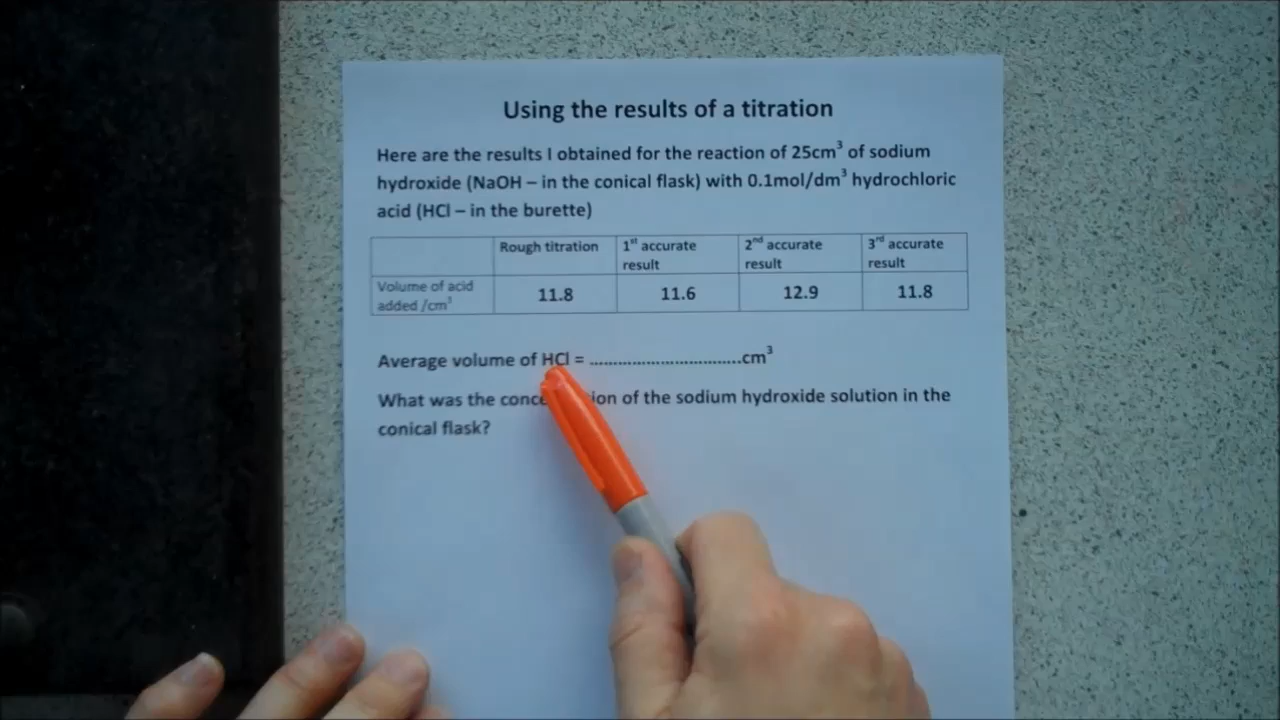 Using the results of a titration
Here are the results I obtained for the reaction of 25cm³ of sodium
hydroxide (NaOH – in the conical flask) with 0.1mol/dm³ hydrochloric
acid (HCl – in the burette)
Rough titration 1st accurate result 2nd accurate result 3rd accurate result
Volume of acid added /cm³ 11.8 11.6 12.9 11.8
Average volume of HCl = ................................cm³
What was the of the sodium hydroxide solution in the
conical flask?